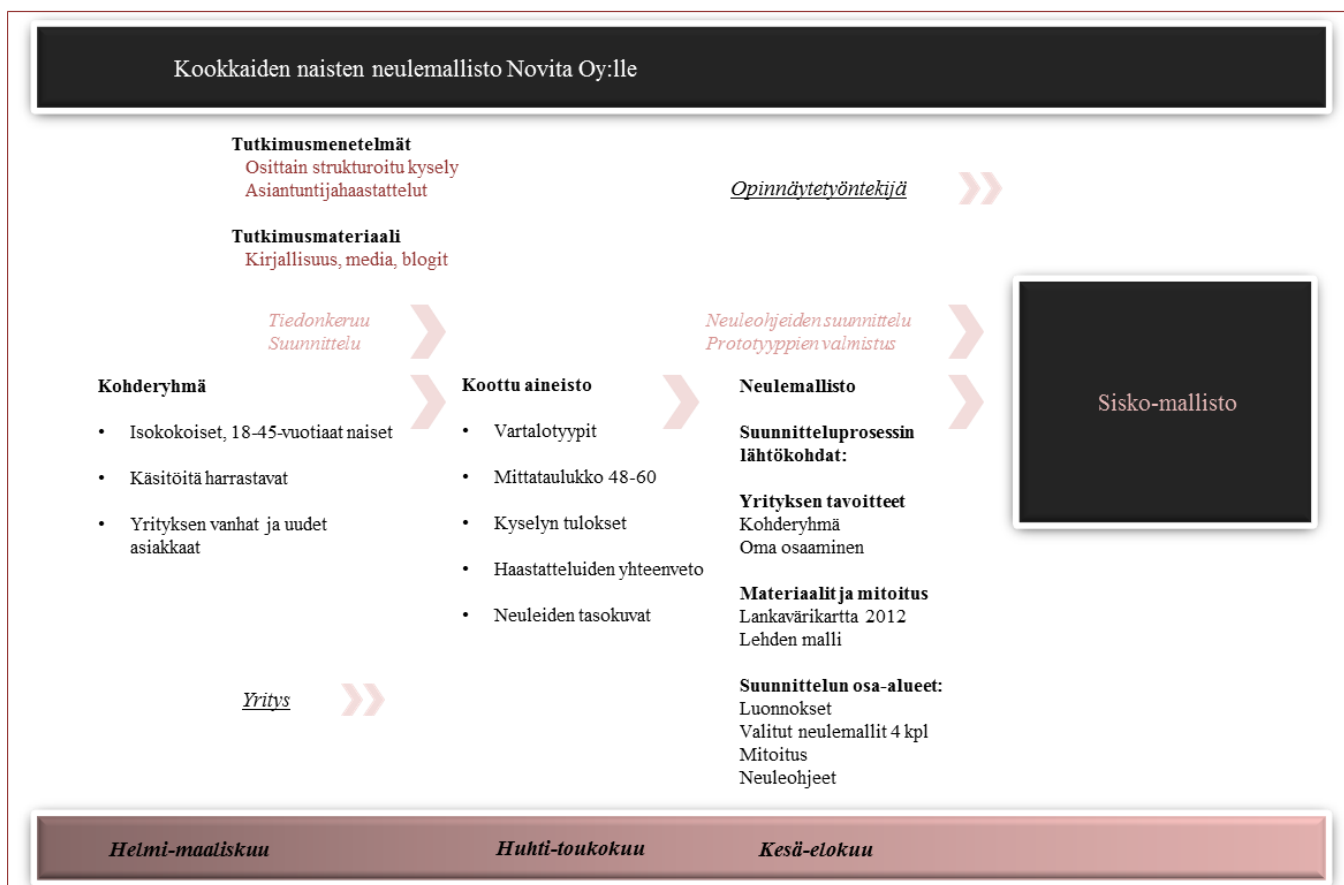 Kookkaiden naisten neulemallisto Novita Oy:lle
Tutkimusmenetelmät
Osittain strukturoitu kysely
Asiantuntijahaastattelut
Tutkimusmateriaali
Kirjallisuus, media, blogit
Opinnäytetyöntekijä
Tiedonkeruu
Suunnittelu
Neuleohjeiden suunnittelu
Prototyyppien valmistus
Kohderyhmä
• Isokokoiset, 18-45-vuotiaat naiset
• Käsitöitä harrastavat
• Yrityksen vanhat ja uudet
asiakkaat
Yritys
Koottu aineisto
• Vartalotyypit
• Mittataulukko 48-60
• Kyselyn tulokset
• Haastatteluiden yhteenveto
• Neuleiden tasokuvat
Neulemallisto
Suunnitteluprosessin
lähtökohdat:
Yrityksen tavoitteet
Kohderyhmä
Oma osaaminen
Materiaalit ja mitoitus
Lankavärikartta 2012
Lehden malli
Suunnittelun osa-alueet:
Luonnokset
Valitut neulemallit 4 kpl
Mitoitus
Neuleohjeet
Sisko-mallisto
Helmi-maaliskuu
Huhti-toukokuu
Kesä-elokuu